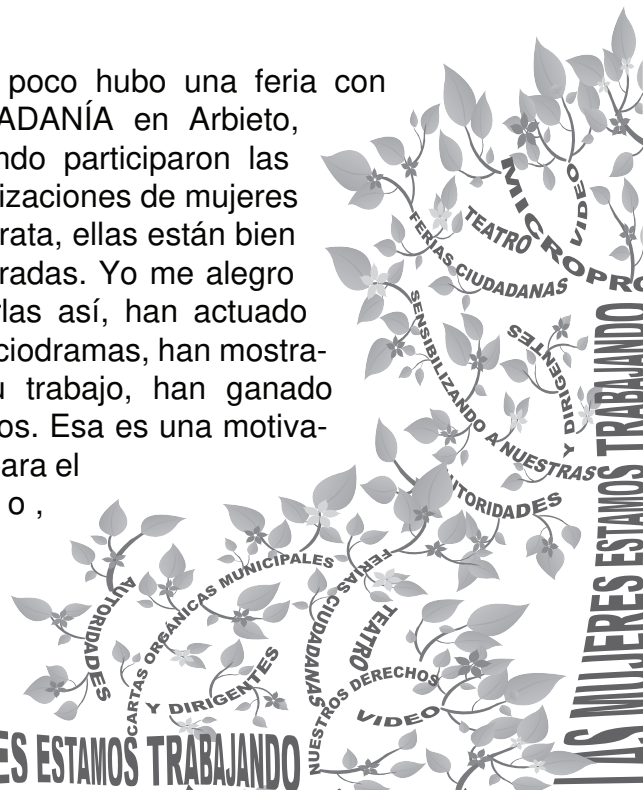 poco hubo una feria con
ADANÍA en Arbieto,
ndo participaron las
izaciones de mujeres
rata, ellas están bien
radas. Yo me alegro
rlas así, han actuado
ciodramas, han mostra-
u trabajo, han ganado
os. Esa es una motiva-
ara el
o ,
MICROPRO
VIDEO
TEATRO
FERIAS CIUDADANAS
SENSIBILIZANDO A NUESTRAS
Y DIRIGENTES
UTORIDADES
LAS MUJERES ESTAMOS TRABAJANDO
AUTORIDADES
CARTAS ORGÁNICAS MUNICIPALES
Y DIRIGENTES
FERIAS CIUDADANAS
TEATRO
NUESTROS DERECHOS
VIDEO
ES ESTAMOS TRABAJANDO